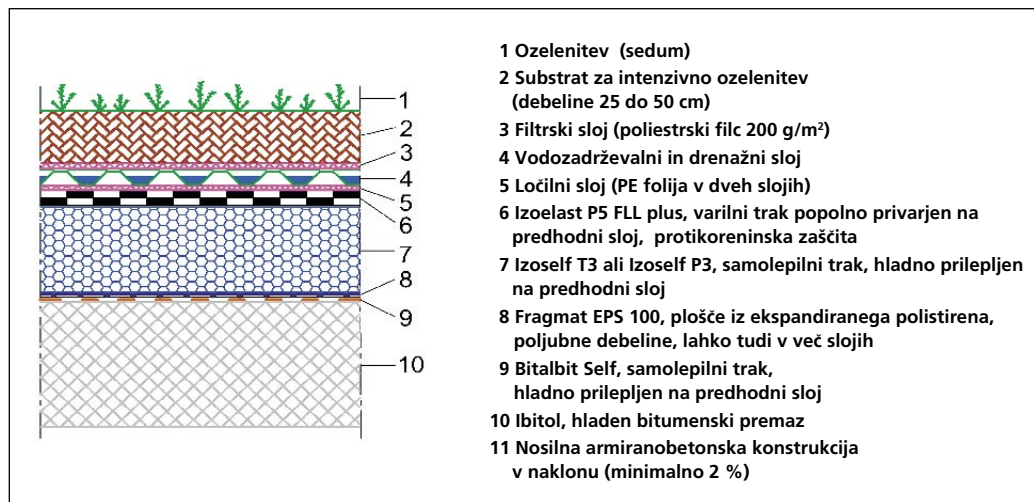 1
2
3
4
5
6
7
8
9
10
1 Ozelenitev (sedum)
2 Substrat za intenzivno ozelenitev
(debeline 25 do 50 cm)
3 Filtrski sloj (poliestrski filc 200 g/m²)
4 Vodozadrževalni in drenažni sloj
5 Ločilni sloj (PE folija v dveh slojih)
6 Izoelast P5 FLL plus, varilni trak popolno privarjen na
predhodni sloj, protikoreninska zaščita
7 Izoself T3 ali Izoself P3, samolepilni trak, hladno prilepljen
na predhodni sloj
8 Fragmat EPS 100, plošče iz ekspandiranega polistirena,
poljubne debeline, lahko tudi v več slojih
9 Bitalbit Self, samolepilni trak,
hladno prilepljen na predhodni sloj
10 Ibitol, hladen bitumenski premaz
11 Nosilna armiranobetonska konstrukcija
v naklonu (minimalno 2 %)